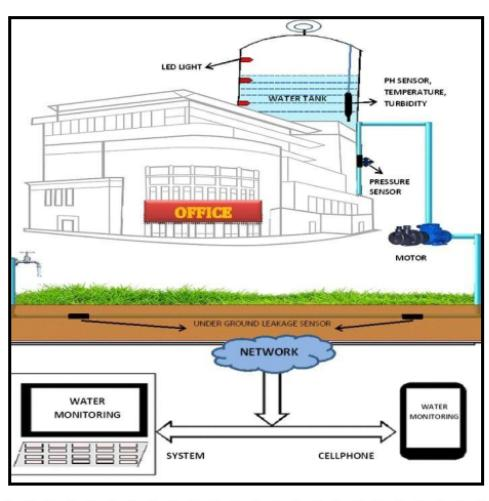 LED LIGHT
WATER TANK
PH SENSOR,
TEMPERATURE,
TURBIDITY
PRESSURE
SENSOR
OFFICE
MOTOR
UNDER GROUND LEAKAGE SENSOR
NETWORK
WATER
MONITORING
WATER
MONITORING
SYSTEM
CELLPHONE